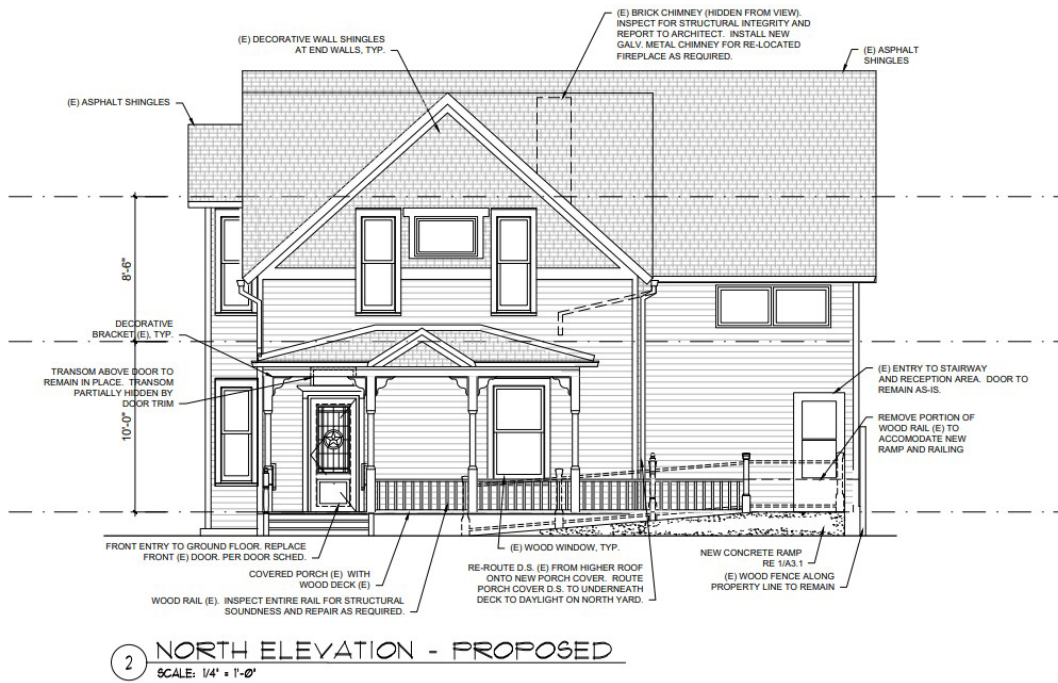 (E) BRICK CHIMNEY (HIDDEN FROM VIEW).
INSPECT FOR STRUCTURAL INTEGRITY AND
REPORT TO ARCHITECT. INSTALL NEW
GALV. METAL CHIMNEY FOR RE-LOCATED
FIREPLACE AS REQUIRED.
(E) DECORATIVE WALL SHINGLES
AT END WALLS, TYP.
(E) ASPHALT
SHINGLES
(E) ASPHALT SHINGLES
8'-6"
DECORATIVE
BRACKET (E), TYP.
TRANSOM ABOVE DOOR TO
REMAIN IN PLACE. TRANSOM
PARTIALLY HIDDEN BY
DOOR TRIM
10'-0"
(E) ENTRY TO STAIRWAY
AND RECEPTION AREA. DOOR TO
REMAIN AS-IS.
REMOVE PORTION OF
WOOD RAIL (E) TO
ACCOMODATE NEW
RAMP AND RAILING
FRONT ENTRY TO GROUND FLOOR. REPLACE
FRONT (E) DOOR. PER DOOR SCHED.
COVERED PORCH (E) WITH
WOOD DECK (E)
WOOD RAIL (E). INSPECT ENTIRE RAIL FOR STRUCTURAL
SOUNDNESS AND REPAIR AS REQUIRED.
(E) WOOD WINDOW, TYP.
RE-ROUTE D.S. (E) FROM HIGHER ROOF
ONTO NEW PORCH COVER. ROUTE
PORCH COVER D.S. TO UNDERNEATH
DECK TO DAYLIGHT ON NORTH YARD.
NEW CONCRETE RAMP
RE 1/A3.1
(E) WOOD FENCE ALONG
PROPERTY LINE TO REMAIN
2 NORTH ELEVATION - PROPOSED
SCALE: 1/4" = 1'-0"